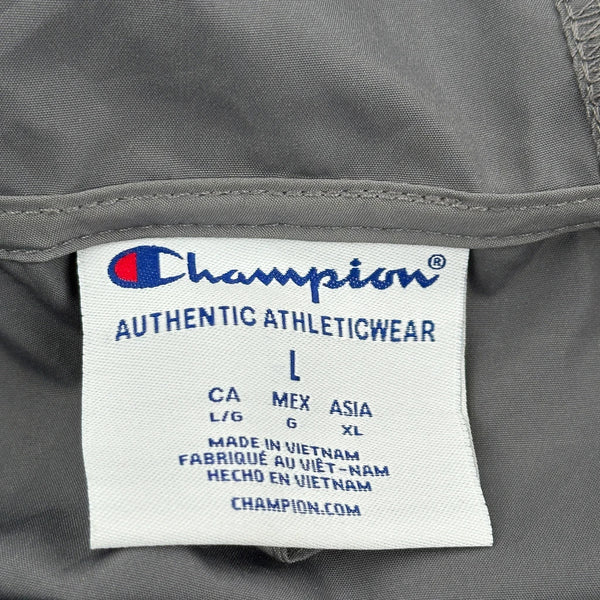 Champion®
AUTHENTIC ATHLETICWEAR
L
CA MEX ASIA
L/G G XL
MADE IN VIETNAM
FABRIQUÉ AU VIÊT-NAM
HECHO EN VIETNAM
CHAMPION.COM